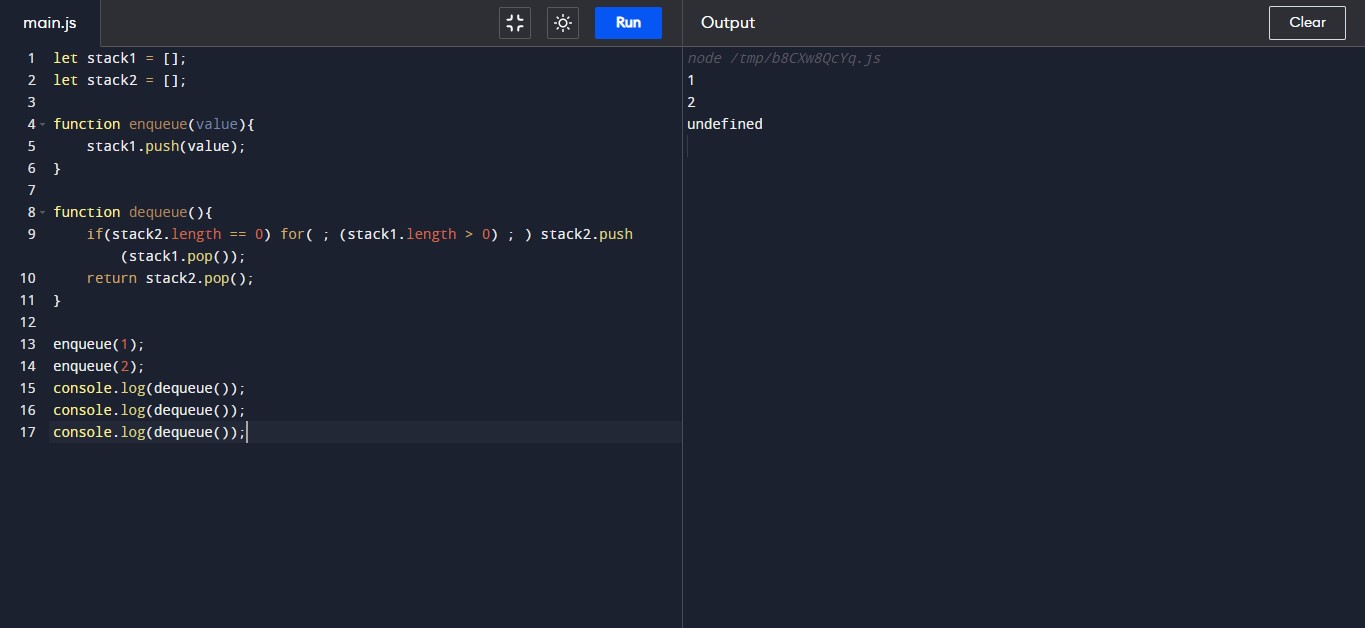 main.js
Run
Output
Clear
1 let stack1 = [];
2 let stack2 = [];
3
4 function enqueue(value){
5     stack1.push(value);
6 }
7
8 function dequeue(){
9     if(stack2.length == 0) for( ; (stack1.length > 0) ; ) stack2.push
        (stack1.pop());
10     return stack2.pop();
11 }
12
13 enqueue(1);
14 enqueue(2);
15 console.log(dequeue());
16 console.log(dequeue());
17 console.log(dequeue());
node /tmp/b8CXw8QcYq.js
1
2
undefined